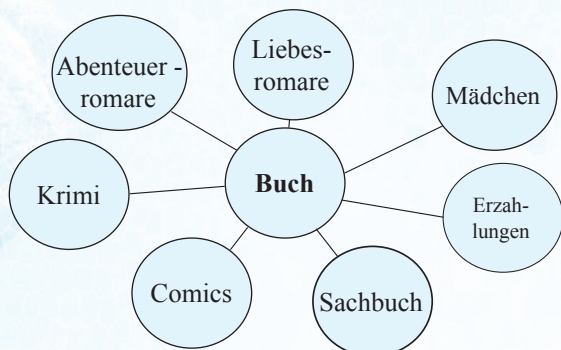 Abenteuer -
romare
Liebes-
romare
Mädchen
Krimi
Buch
Erzah-
lungen
Comics
Sachbuch